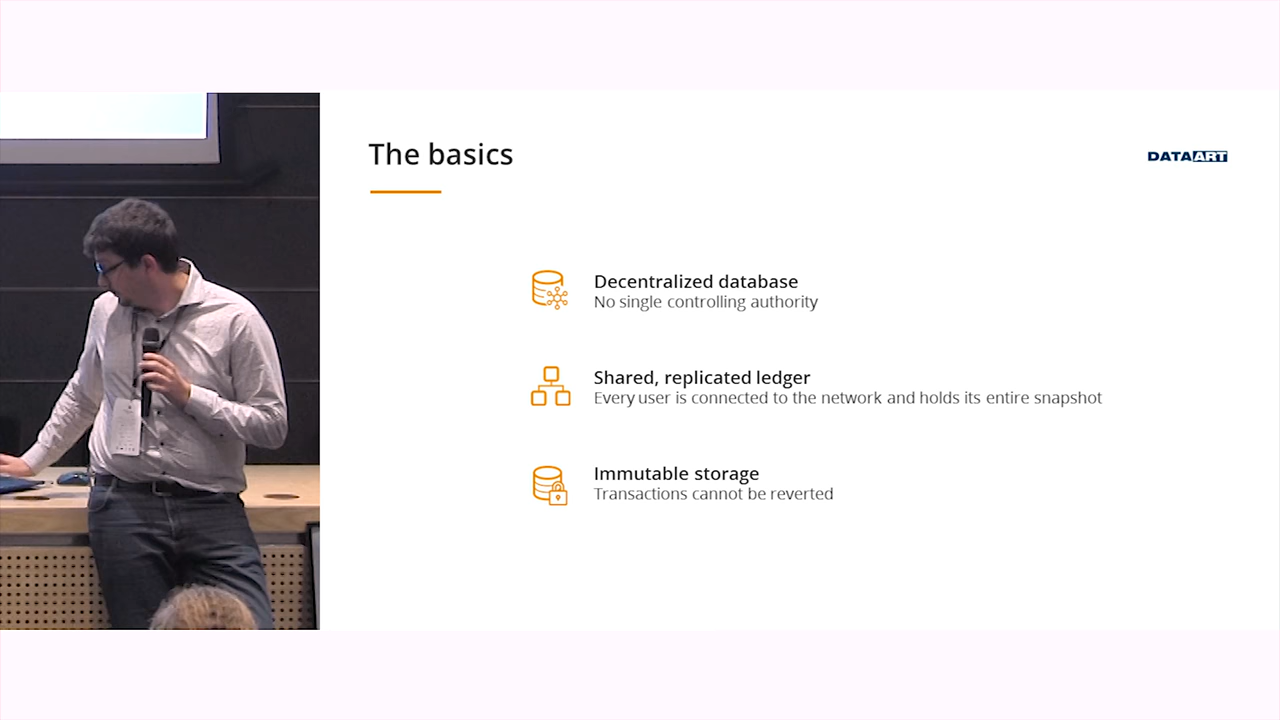 The basics
DATAART
Decentralized database
No single controlling authority
Shared, replicated ledger
Every user is connected to the network and holds its entire snapshot
Immutable storage
Transactions cannot be reverted